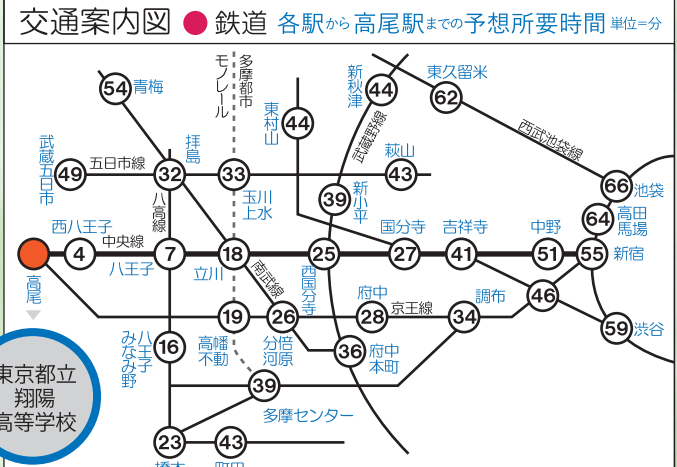 交通案内図 ● 鉄道 各駅から高尾駅までの予想所要時間 単位=分
多摩都市
モノレール
54 青梅
東村山
44
新秋津
44
東久留米
62
武蔵野線
西武池袋線
武蔵五日市
49
五日市線
拝島
32
33
玉川
上水
萩山
43
新小平
39
66 池袋
64 高田
馬場
八高線
高尾
西八王子
4
中央線
7
八王子
18
立川
南武線
25
西国分寺
国分寺
27
吉祥寺
41
中野
51
55 新宿
46
59 渋谷
19
高幡
不動
26
分倍
河原
府中
28
京王線
調布
34
36 府中
本町
八王子
みなみ野
16
39
多摩センター
23
橋本
43
町田
東京都立
翔陽
高等学校